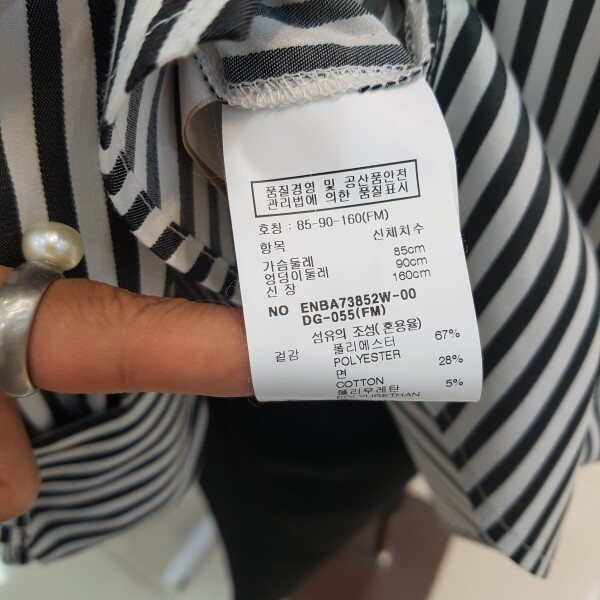 품질경영 및 공산품안전
관리법에 의한 품질표시
호칭 : 85-90-160(FM)
항목 신체치수
가슴둘레 85cm
엉덩이둘레 90cm
신 장 160cm
NO ENBA73852W-00
DG-055(FM)
섬유의 조성(혼용율)
겉감 폴리에스터 67%
POLYESTER
면 28%
COTTON
폴리우레탄 5%
POLYURETHAN